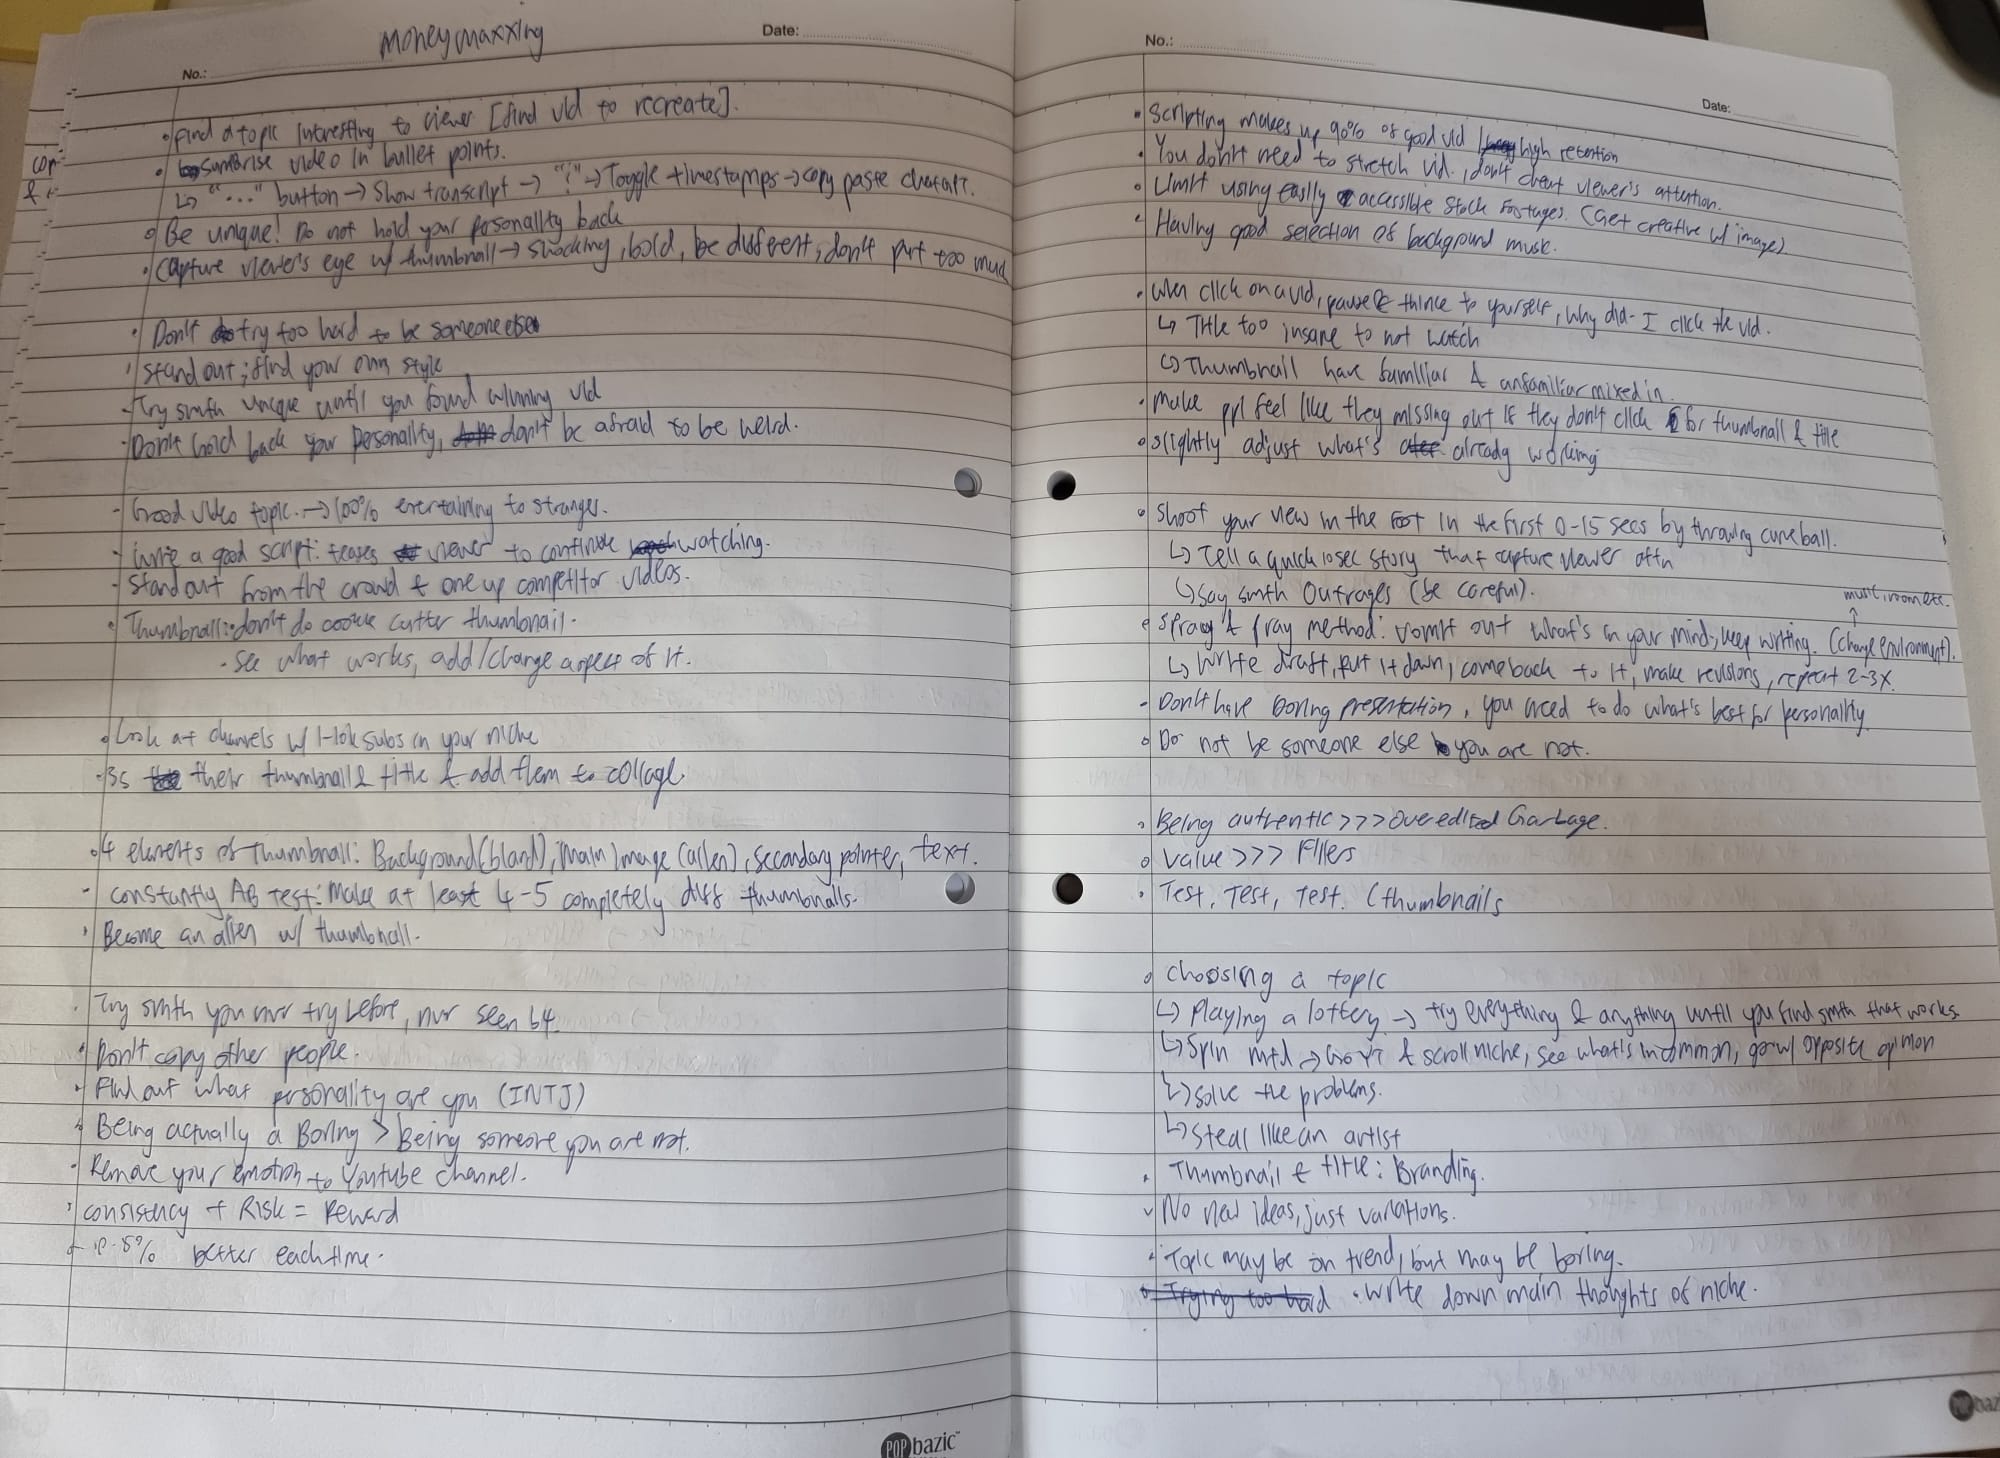 Moneymaxxing
Date:
No.:
• Find a topic interesting to viewer [find vid to recreate].
• summarise video in bullet points.
↳ "..." button → Show transcript → "⋮" → Toggle timestamps → copy paste chatGPT.
• Be unique! Do not hold your personality back
• Capture viewer's eye w/ thumbnail → shocking, bold, be different, don't put too much
• Don't try too hard to be someone else
• Stand out; find your own style
- Try smth unique until you found winning vid
- Don't hold back your personality, don't be afraid to be weird.
- Good video topic. → 100% entertaining to stranges.
- Write a good script: teases viewer to continue watching.
- Stand out from the crowd & one up competitor videos.
• Thumbnail: don't do cookie cutter thumbnail.
• See what works, add/change aspect of it.
• Look at channels w/ 1-10k subs in your niche
• ss their thumbnail & title & add them to collage.
• 4 elements of thumbnail: Background (bland), main image (alien), secondary pointer, text.
- constantly AB test: Make at least 4-5 completely diff thumbnails.
• Become an alien w/ thumbnail.
• Try smth you nvr try before, nvr seen b4.
• Don't copy other people.
• Find out what personality are you (INTJ)
• Being actually a Boring > Being someone you are not.
• Remove your emotion to Youtube channel.
• consistency + Risk = Reward
better each time.
No.:
Date:
• Scripting makes up 90% of good vid high retention
• You don't need to stretch vid., don't cheat viewer's attention.
• Limit using easily accessible stock footages. (Get creative w/ image)
• Having good selection of background music.
• When click on a vid, pause & think to yourself, why did I click the vid.
↳ Title too insane to not watch
↳ Thumbnail have familiar & unfamiliar mixed in.
• make ppl feel like they missing out if they don't click for thumbnail & title
• slightly adjust what's already working
• Shoot your view in the foot in the first 0-15 secs by throwing curveball.
↳ Tell a quick 10sec story that capture viewer attn
↳ Say smth outrages (be careful).
music, room etc.
↑
• Spray & pray method: vomit out what's in your mind, keep writing. (change environment).
↳ Write draft, put it down, come back to it, make revisions, repeat 2-3x.
- Don't have boring presentation, you need to do what's best for personality.
• Do not be someone else you are not.
• Being authentic >>> overedited Garbage.
• value >>> Fillers
• Test, Test, Test. (thumbnails
• choosing a topic
↳ Playing a lottery → try everything & anything until you find smth that works
↳ Spin mtd → Go YT & scroll niche, see what's in common, go w/ opposite opinion
↳ solve the problems.
↳ Steal like an artist
• Thumbnail & title: Branding.
• No new ideas, just variations.
• Topic may be on trend, but may be boring.
• Trying too hard • write down main thoughts of niche.
POP bazic